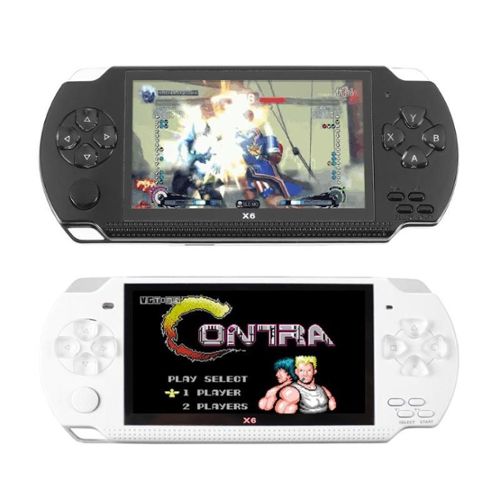 Y
X
B
A
X6
CONTRA
PLAY SELECT
1 PLAYER
2 PLAYERS
X6
SELECT START